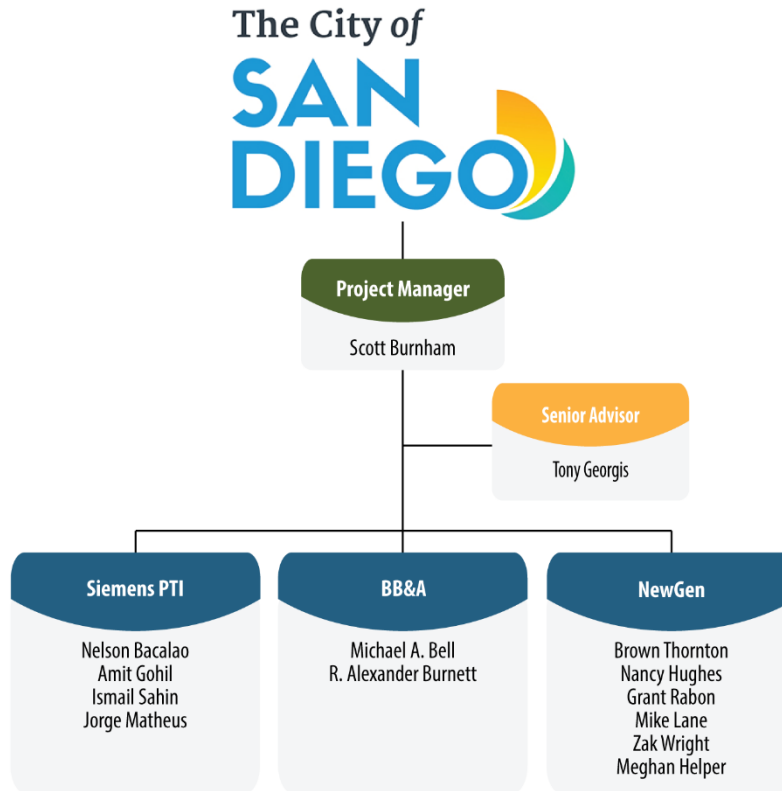 The City of
SAN
DIEGO
Project Manager
Scott Burnham
Senior Advisor
Tony Georgis
Siemens PTI
Nelson Bacalao
Amit Gohil
Ismail Sahin
Jorge Matheus
BB&A
Michael A. Bell
R. Alexander Burnett
NewGen
Brown Thornton
Nancy Hughes
Grant Rabon
Mike Lane
Zak Wright
Meghan Helper